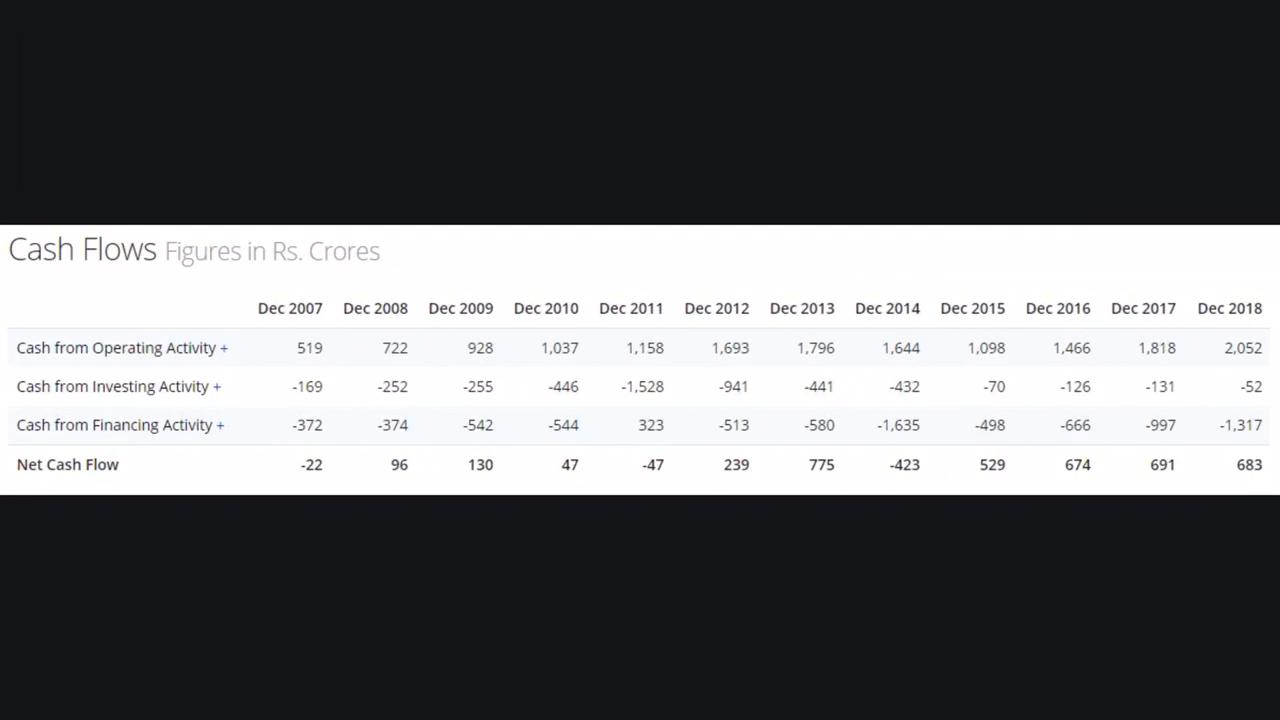 Cash Flows Figures in Rs. Crores
Dec 2007 Dec 2008 Dec 2009 Dec 2010 Dec 2011 Dec 2012 Dec 2013 Dec 2014 Dec 2015 Dec 2016 Dec 2017 Dec 2018
Cash from Operating Activity + 519 722 928 1,037 1,158 1,693 1,796 1,644 1,098 1,466 1,818 2,052
Cash from Investing Activity + -169 -252 -255 -446 -1,528 -941 -441 -432 -70 -126 -131 -52
Cash from Financing Activity + -372 -374 -542 -544 323 -513 -580 -1,635 -498 -666 -997 -1,317
Net Cash Flow -22 96 130 47 -47 239 775 -423 529 674 691 683